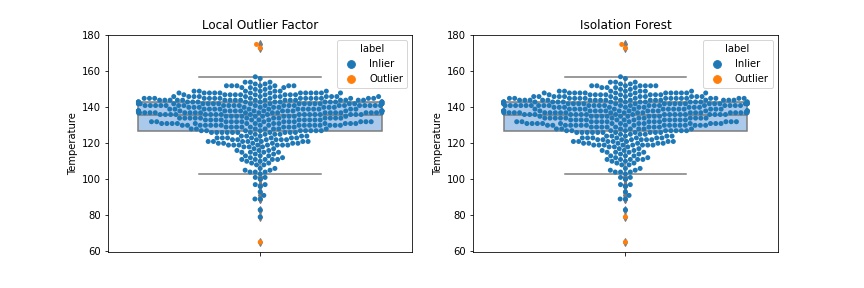 Local Outlier Factor
180
160
140
120
100
80
60
Temperature
label
Inlier
Outlier
Isolation Forest
180
160
140
120
100
80
60
Temperature
label
Inlier
Outlier